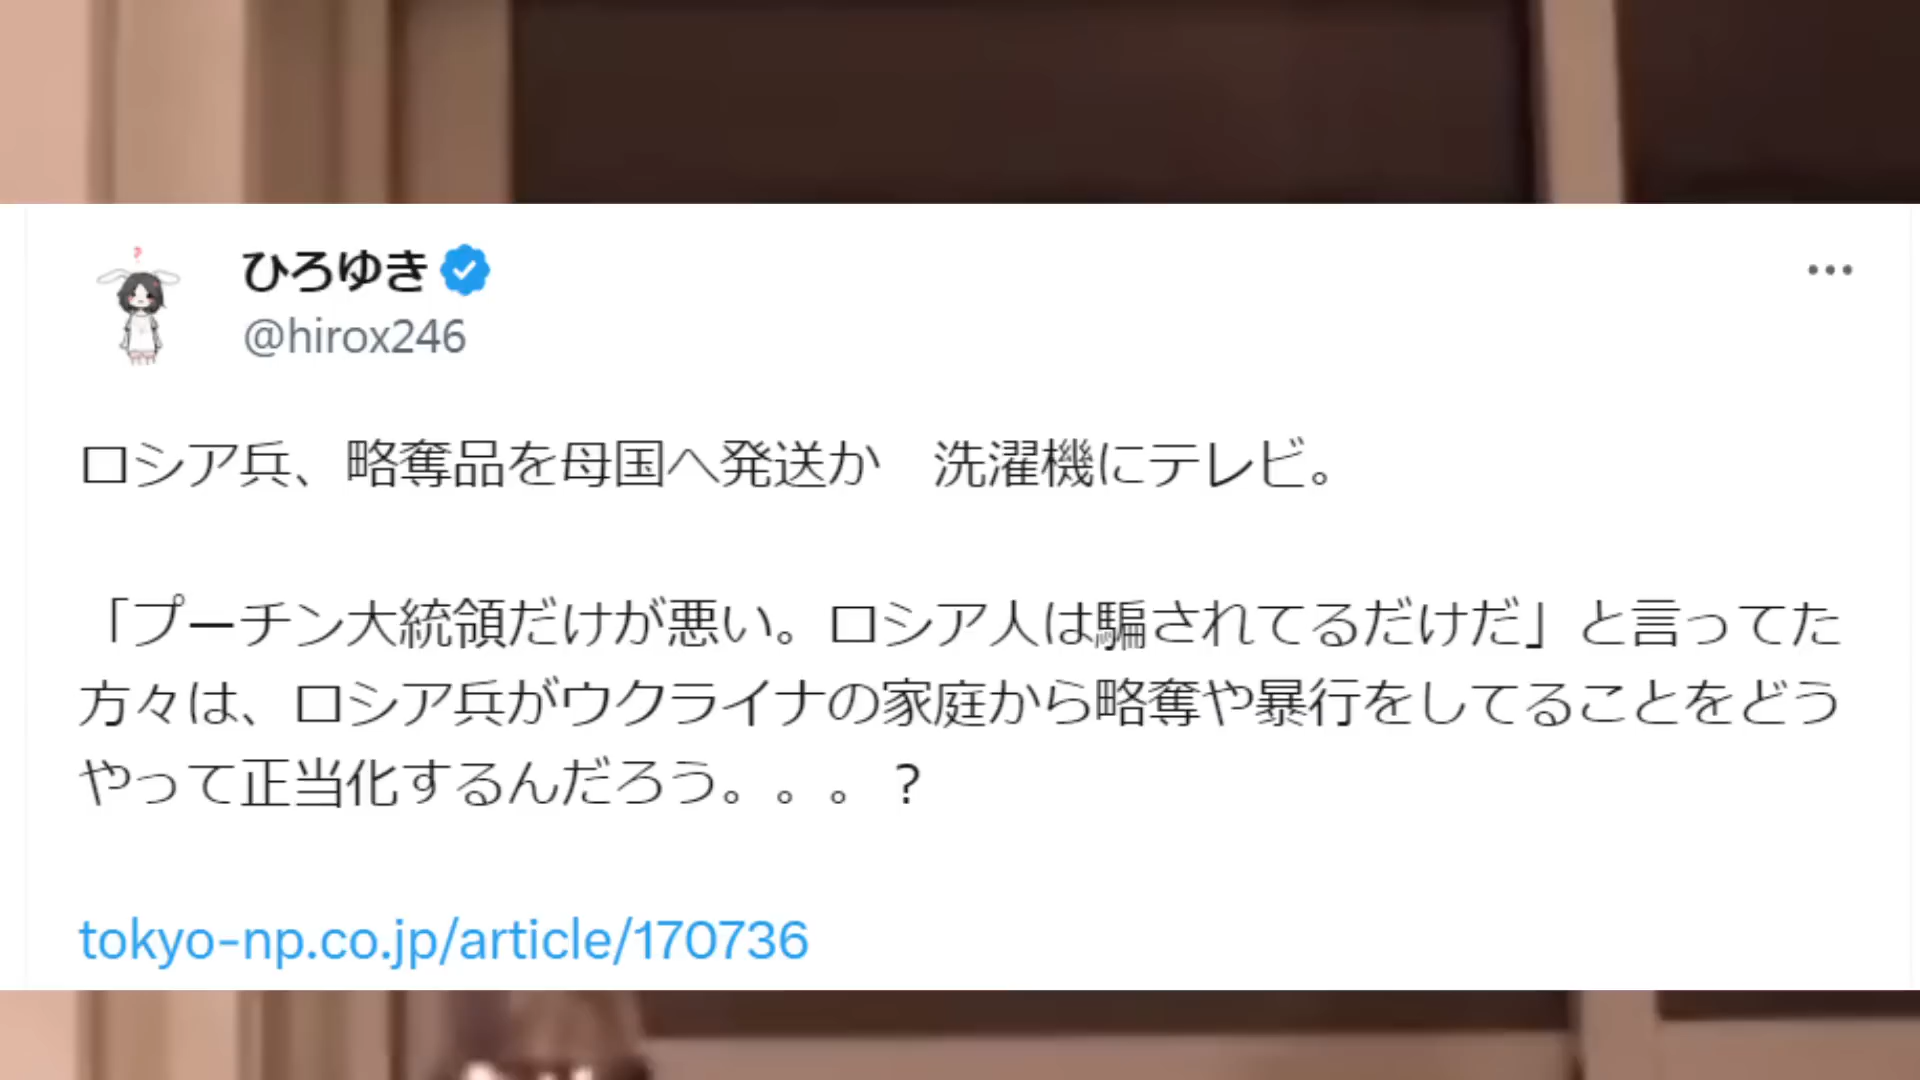 ひろゆき
@hirox246
ロシア兵、略奪品を母国へ発送か　洗濯機にテレビ。
「プーチン大統領だけが悪い。ロシア人は騙されてるだけだ」と言ってた
方々は、ロシア兵がウクライナの家庭から略奪や暴行をしてることをどう
やって正当化するんだろう。。。？
tokyo-np.co.jp/article/170736